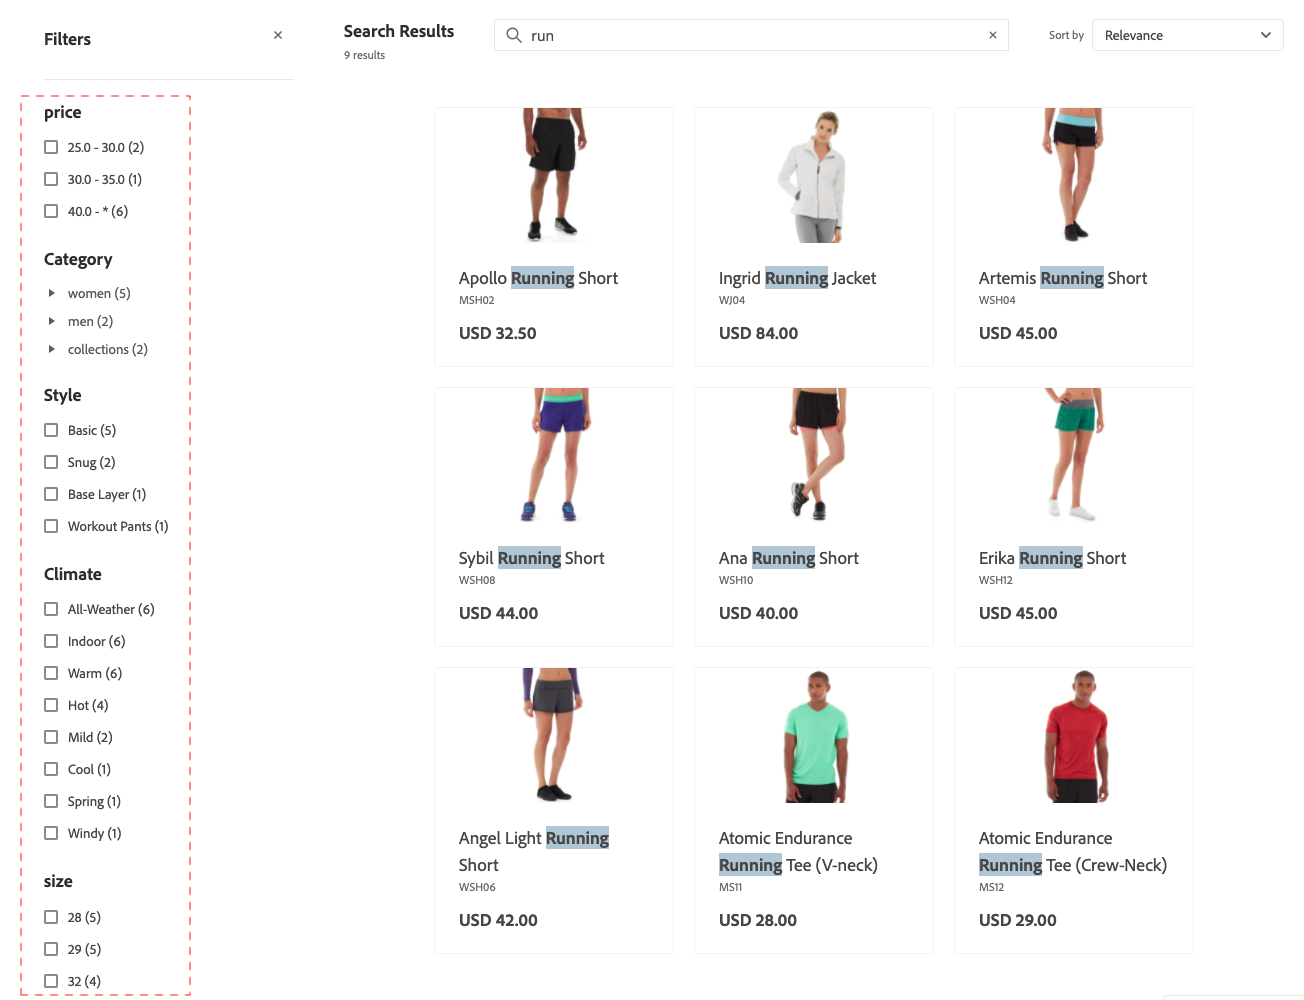 Filters
×
Search Results
9 results
run
×
Sort by
Relevance
price
25.0 - 30.0 (2)
30.0 - 35.0 (1)
40.0 - * (6)
Category
women (5)
men (2)
collections (2)
Style
Basic (5)
Snug (2)
Base Layer (1)
Workout Pants (1)
Climate
All-Weather (6)
Indoor (6)
Warm (6)
Hot (4)
Mild (2)
Cool (1)
Spring (1)
Windy (1)
size
28 (5)
29 (5)
32 (4)
Apollo Running Short
MSH02
USD 32.50
Ingrid Running Jacket
WJ04
USD 84.00
Artemis Running Short
WSH04
USD 45.00
Sybil Running Short
WSH08
USD 44.00
Ana Running Short
WSH10
USD 40.00
Erika Running Short
WSH12
USD 45.00
Angel Light Running
Short
WSH06
USD 42.00
Atomic Endurance
Running Tee (V-neck)
MS11
USD 28.00
Atomic Endurance
Running Tee (Crew-Neck)
MS12
USD 29.00